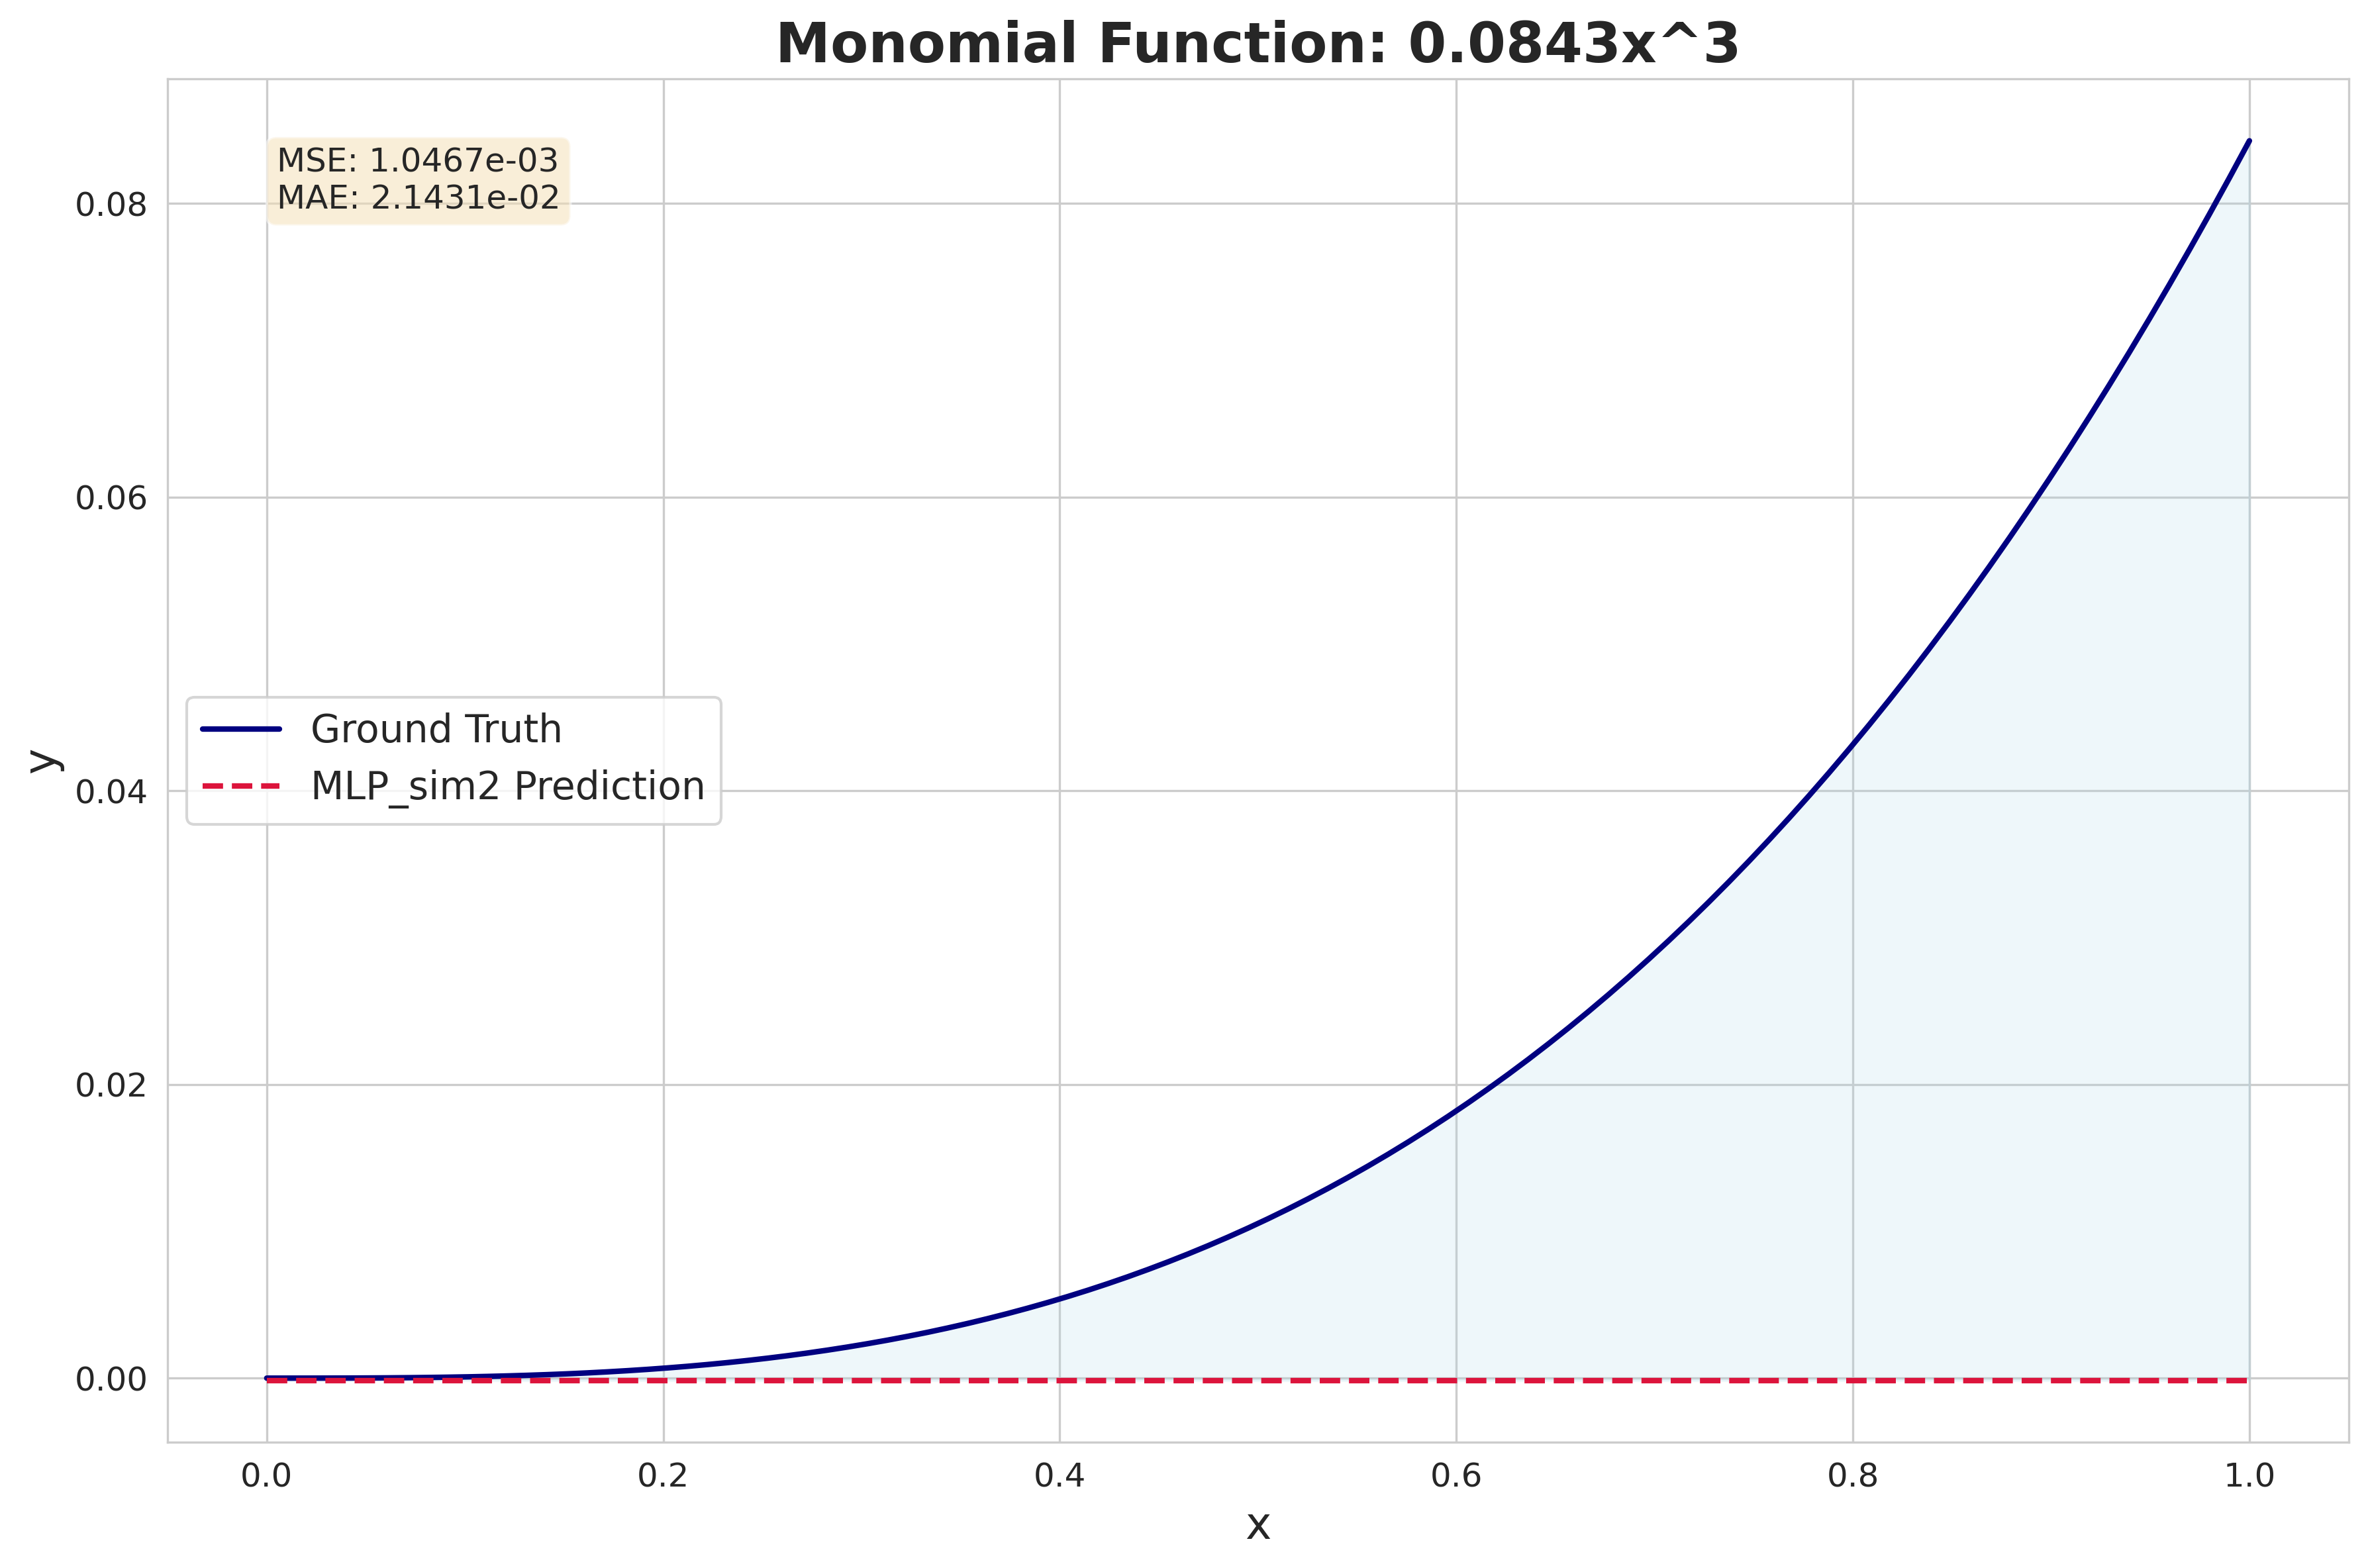 Monomial Function: 0.0843x^3
MSE: 1.0467e-03
MAE: 2.1431e-02
0.08
0.06
0.04
0.02
0.00
y
Ground Truth
MLP_sim2 Prediction
0.0 0.2 0.4 0.6 0.8 1.0
x